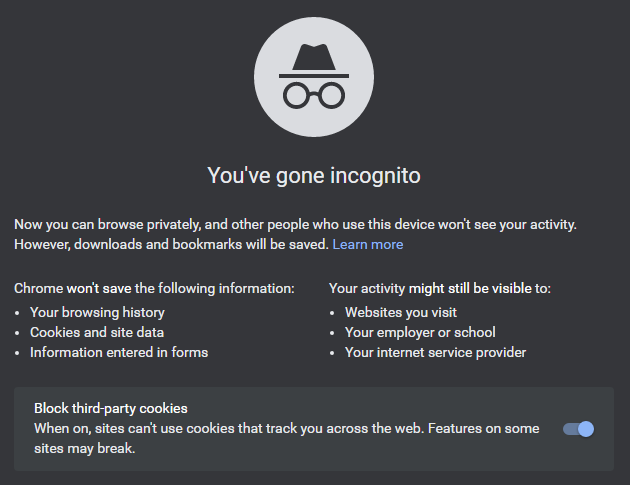 You've gone incognito
Now you can browse privately, and other people who use this device won't see your activity.
However, downloads and bookmarks will be saved. Learn more
Chrome won't save the following information:
• Your browsing history
• Cookies and site data
• Information entered in forms
Your activity might still be visible to:
• Websites you visit
• Your employer or school
• Your internet service provider
Block third-party cookies
When on, sites can't use cookies that track you across the web. Features on some
sites may break.